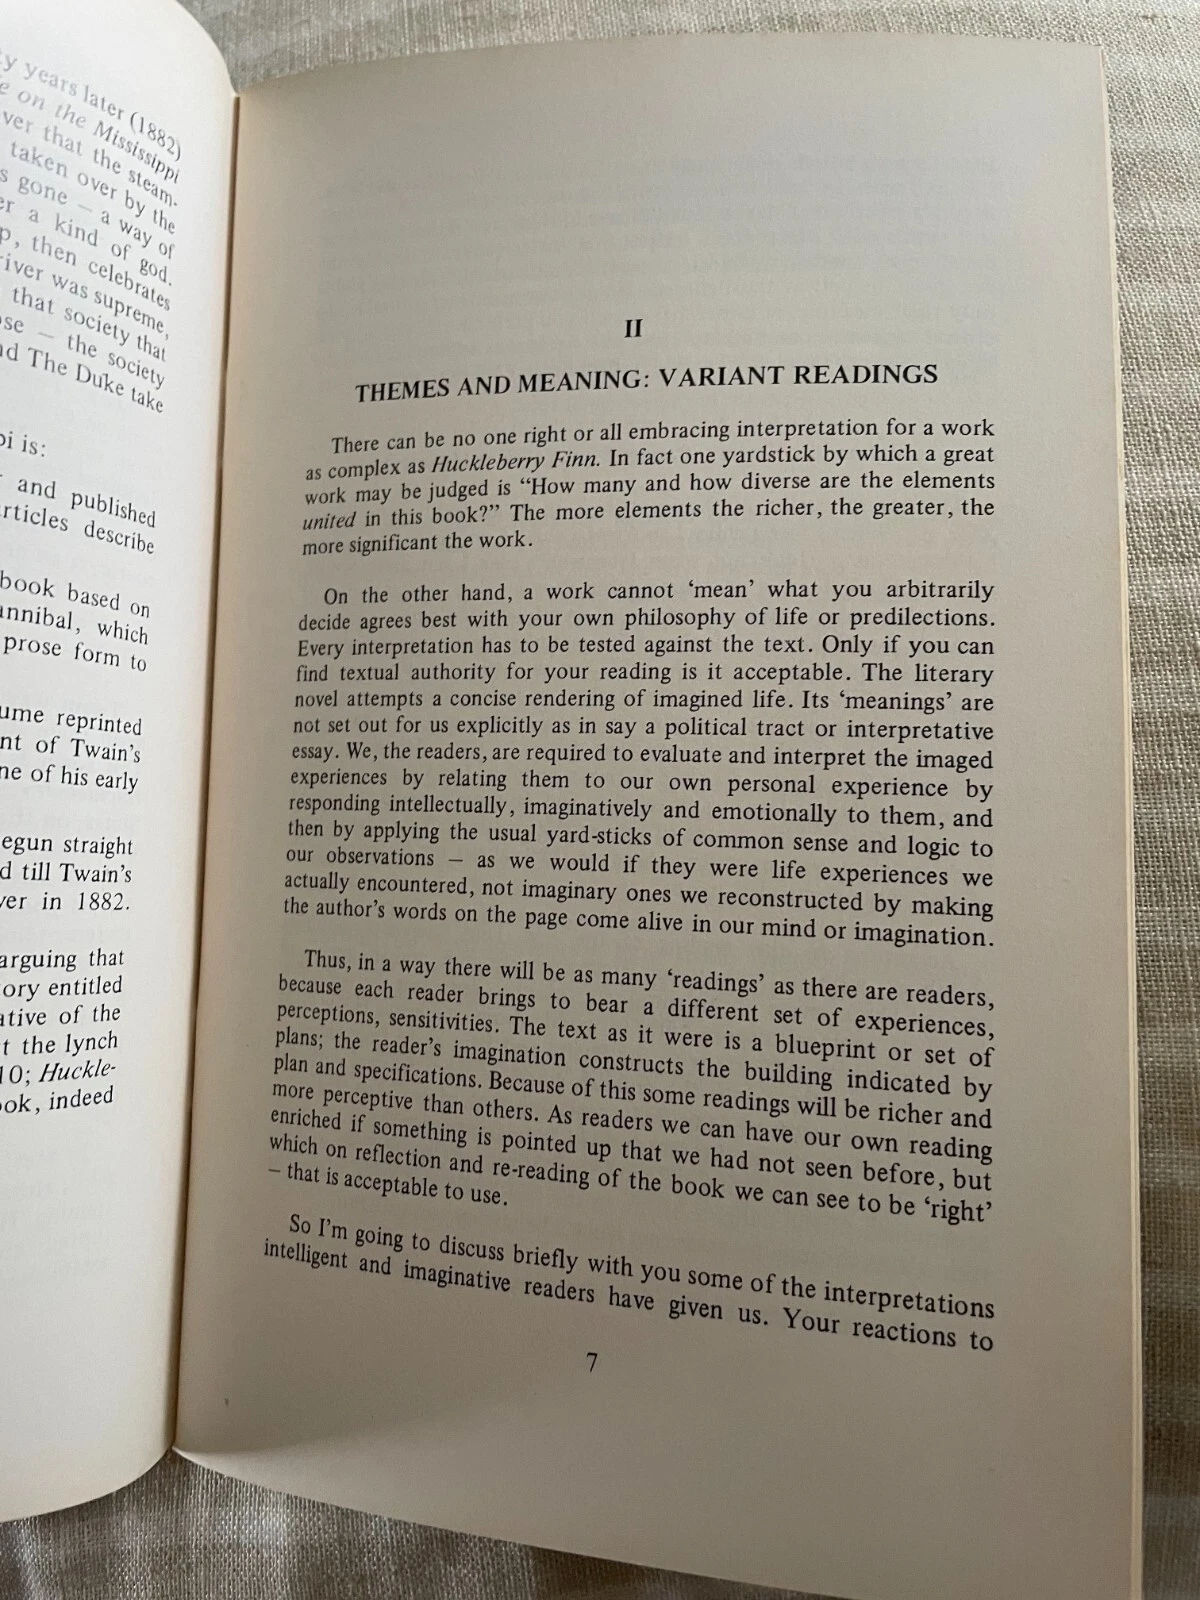 y years later (1882)
e on the Mississippi
ver that the steam-
taken over by the
s gone — a way of
er a kind of god.
p, then celebrates
river was supreme,
that society that
ose — the society
nd The Duke take
pi is:
and published
rticles describe
book based on
annibal, which
prose form to
ume reprinted
nt of Twain's
ne of his early
egun straight
d till Twain's
ver in 1882.
arguing that
ory entitled
ative of the
t the lynch
10; Huckle-
ook, indeed
II
THEMES AND MEANING: VARIANT READINGS
There can be no one right or all embracing interpretation for a work
as complex as Huckleberry Finn. In fact one yardstick by which a great
work may be judged is “How many and how diverse are the elements
united in this book?” The more elements the richer, the greater, the
more significant the work.
On the other hand, a work cannot ‘mean’ what you arbitrarily
decide agrees best with your own philosophy of life or predilections.
Every interpretation has to be tested against the text. Only if you can
find textual authority for your reading is it acceptable. The literary
novel attempts a concise rendering of imagined life. Its ‘meanings’ are
not set out for us explicitly as in say a political tract or interpretative
essay. We, the readers, are required to evaluate and interpret the imaged
experiences by relating them to our own personal experience by
responding intellectually, imaginatively and emotionally to them, and
then by applying the usual yard-sticks of common sense and logic to
our observations — as we would if they were life experiences we
actually encountered, not imaginary ones we reconstructed by making
the author's words on the page come alive in our mind or imagination.
Thus, in a way there will be as many ‘readings’ as there are readers,
because each reader brings to bear a different set of experiences,
perceptions, sensitivities. The text as it were is a blueprint or set of
plans; the reader's imagination constructs the building indicated by
plan and specifications. Because of this some readings will be richer and
more perceptive than others. As readers we can have our own reading
enriched if something is pointed up that we had not seen before, but
which on reflection and re-reading of the book we can see to be ‘right’
— that is acceptable to use.
So I'm going to discuss briefly with you some of the interpretations
intelligent and imaginative readers have given us. Your reactions to
7